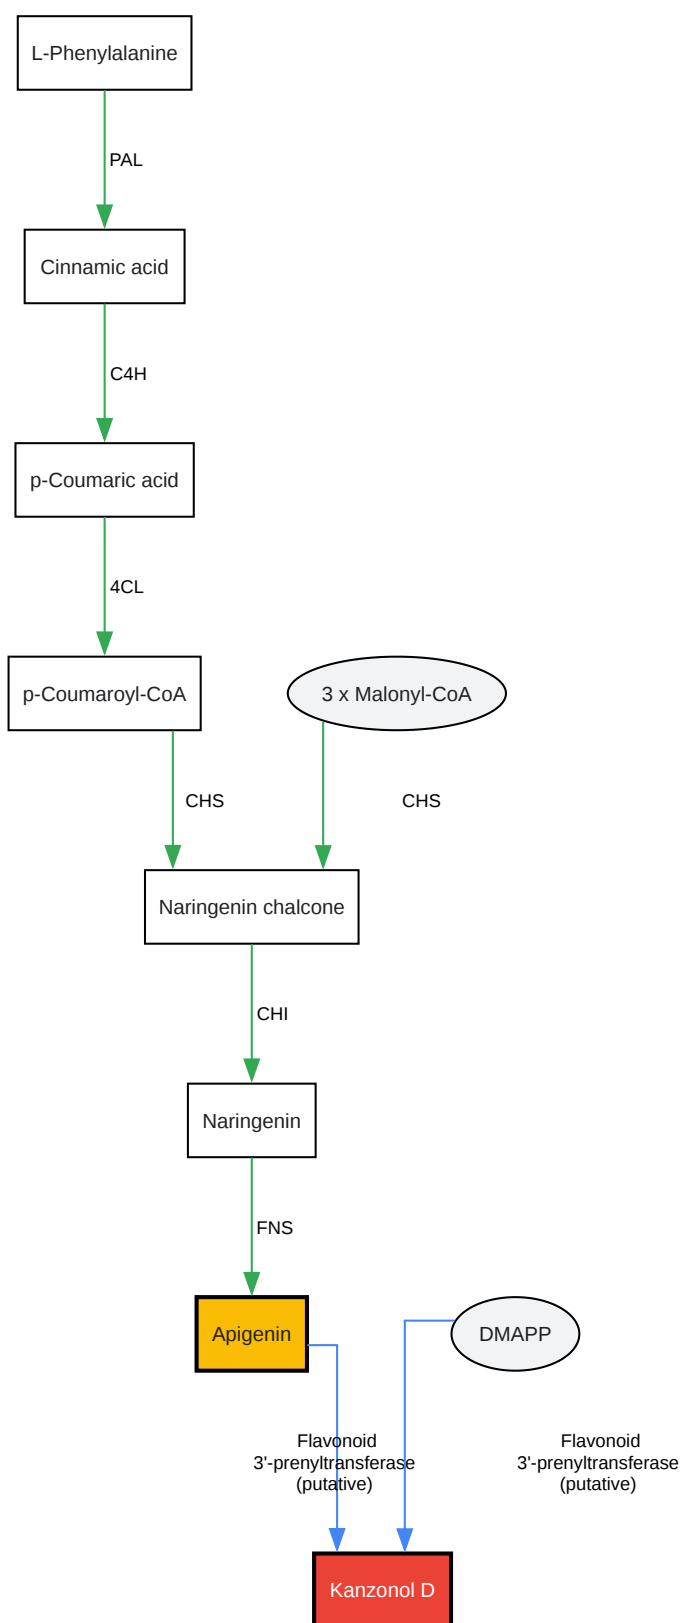 L-Phenylalanine
PAL
Cinnamic acid
C4H
p-Coumaric acid
4CL
p-Coumaroyl-CoA
3 x Malonyl-CoA
CHS
CHS
Naringenin chalcone
CHI
Naringenin
FNS
Apigenin
DMAPP
Flavonoid
3'-prenyltransferase
(putative)
Flavonoid
3'-prenyltransferase
(putative)
Kanzonol D